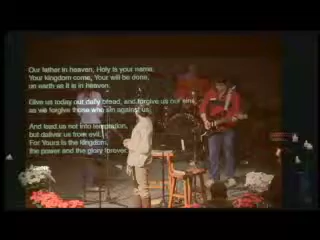 Our father in heaven, Holy is your name.
Your kingdom come, Your will be done,
on earth as it is in heaven.
Give us today our daily bread, and forgive us our sins,
as we forgive those who sin against us.
And lead us not into temptation,
but deliver us from evil.
For Yours is the kingdom,
the power and the glory forever.